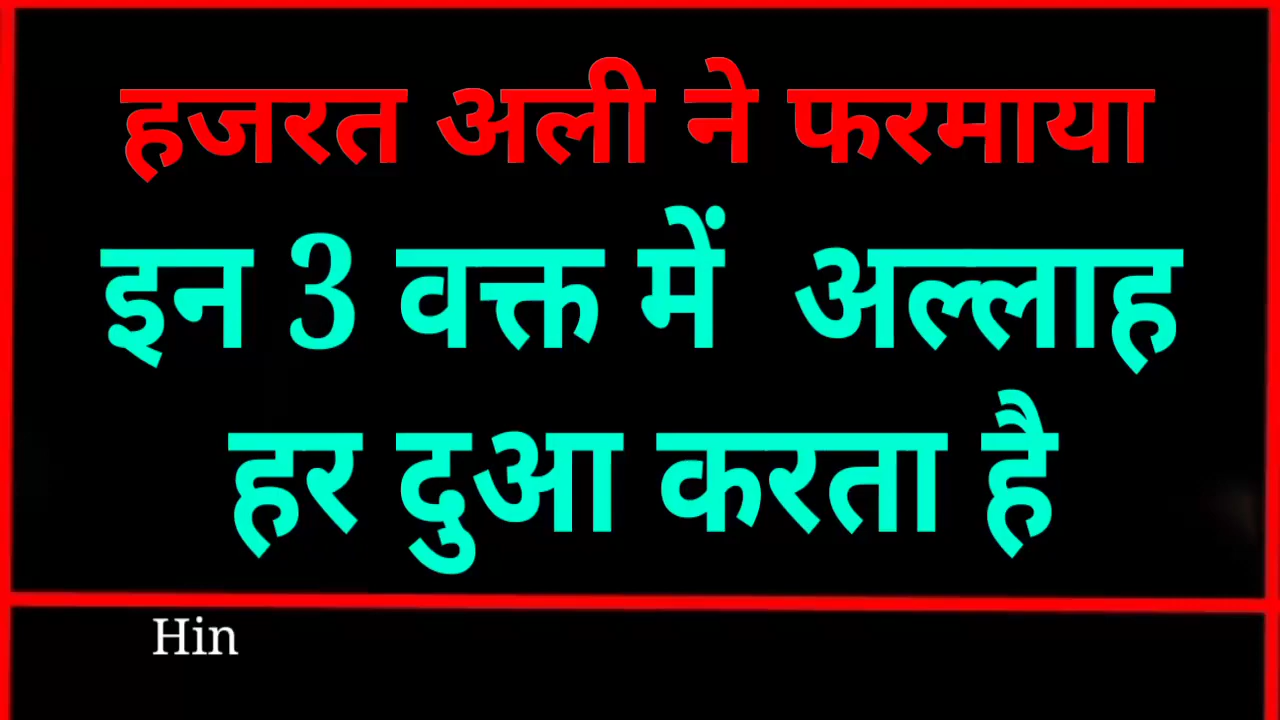 हजरत अली ने फरमाया
इन 3 वक्त में अल्लाह
हर दुआ करता है
Hin